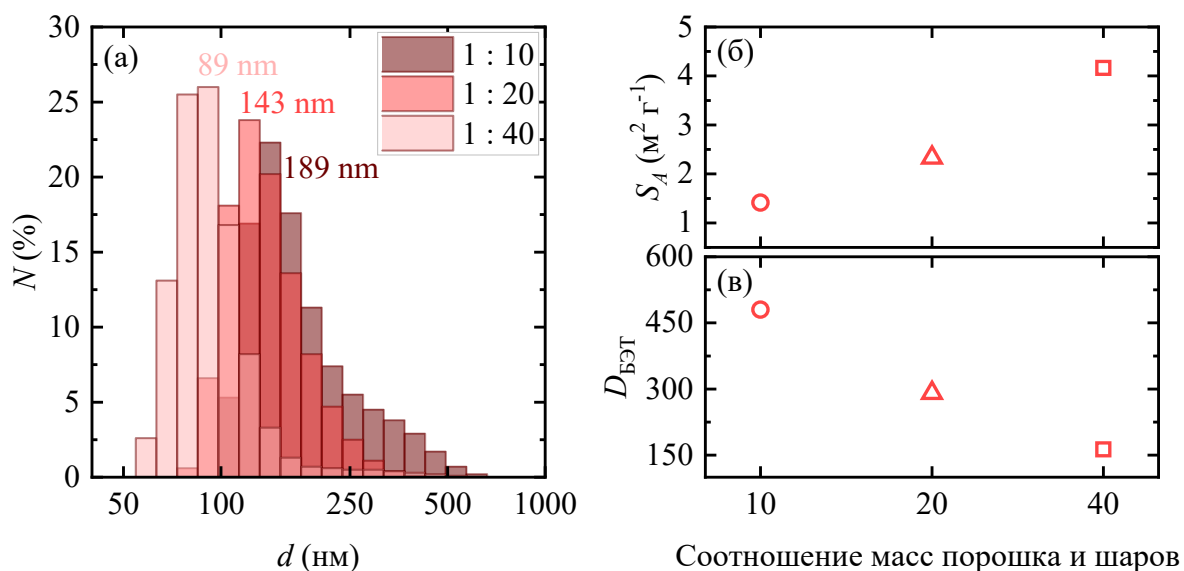 (а)
30
25
20
15
10
5
0
N (%)
89 nm
143 nm
189 nm
1 : 10
1 : 20
1 : 40
50
100
250
500
1000
d (нм)
(б)
5
4
3
2
1
S_A (м² г⁻¹)
(в)
600
450
300
150
D_БЭТ
10
20
40
Соотношение масс порошка и шаров